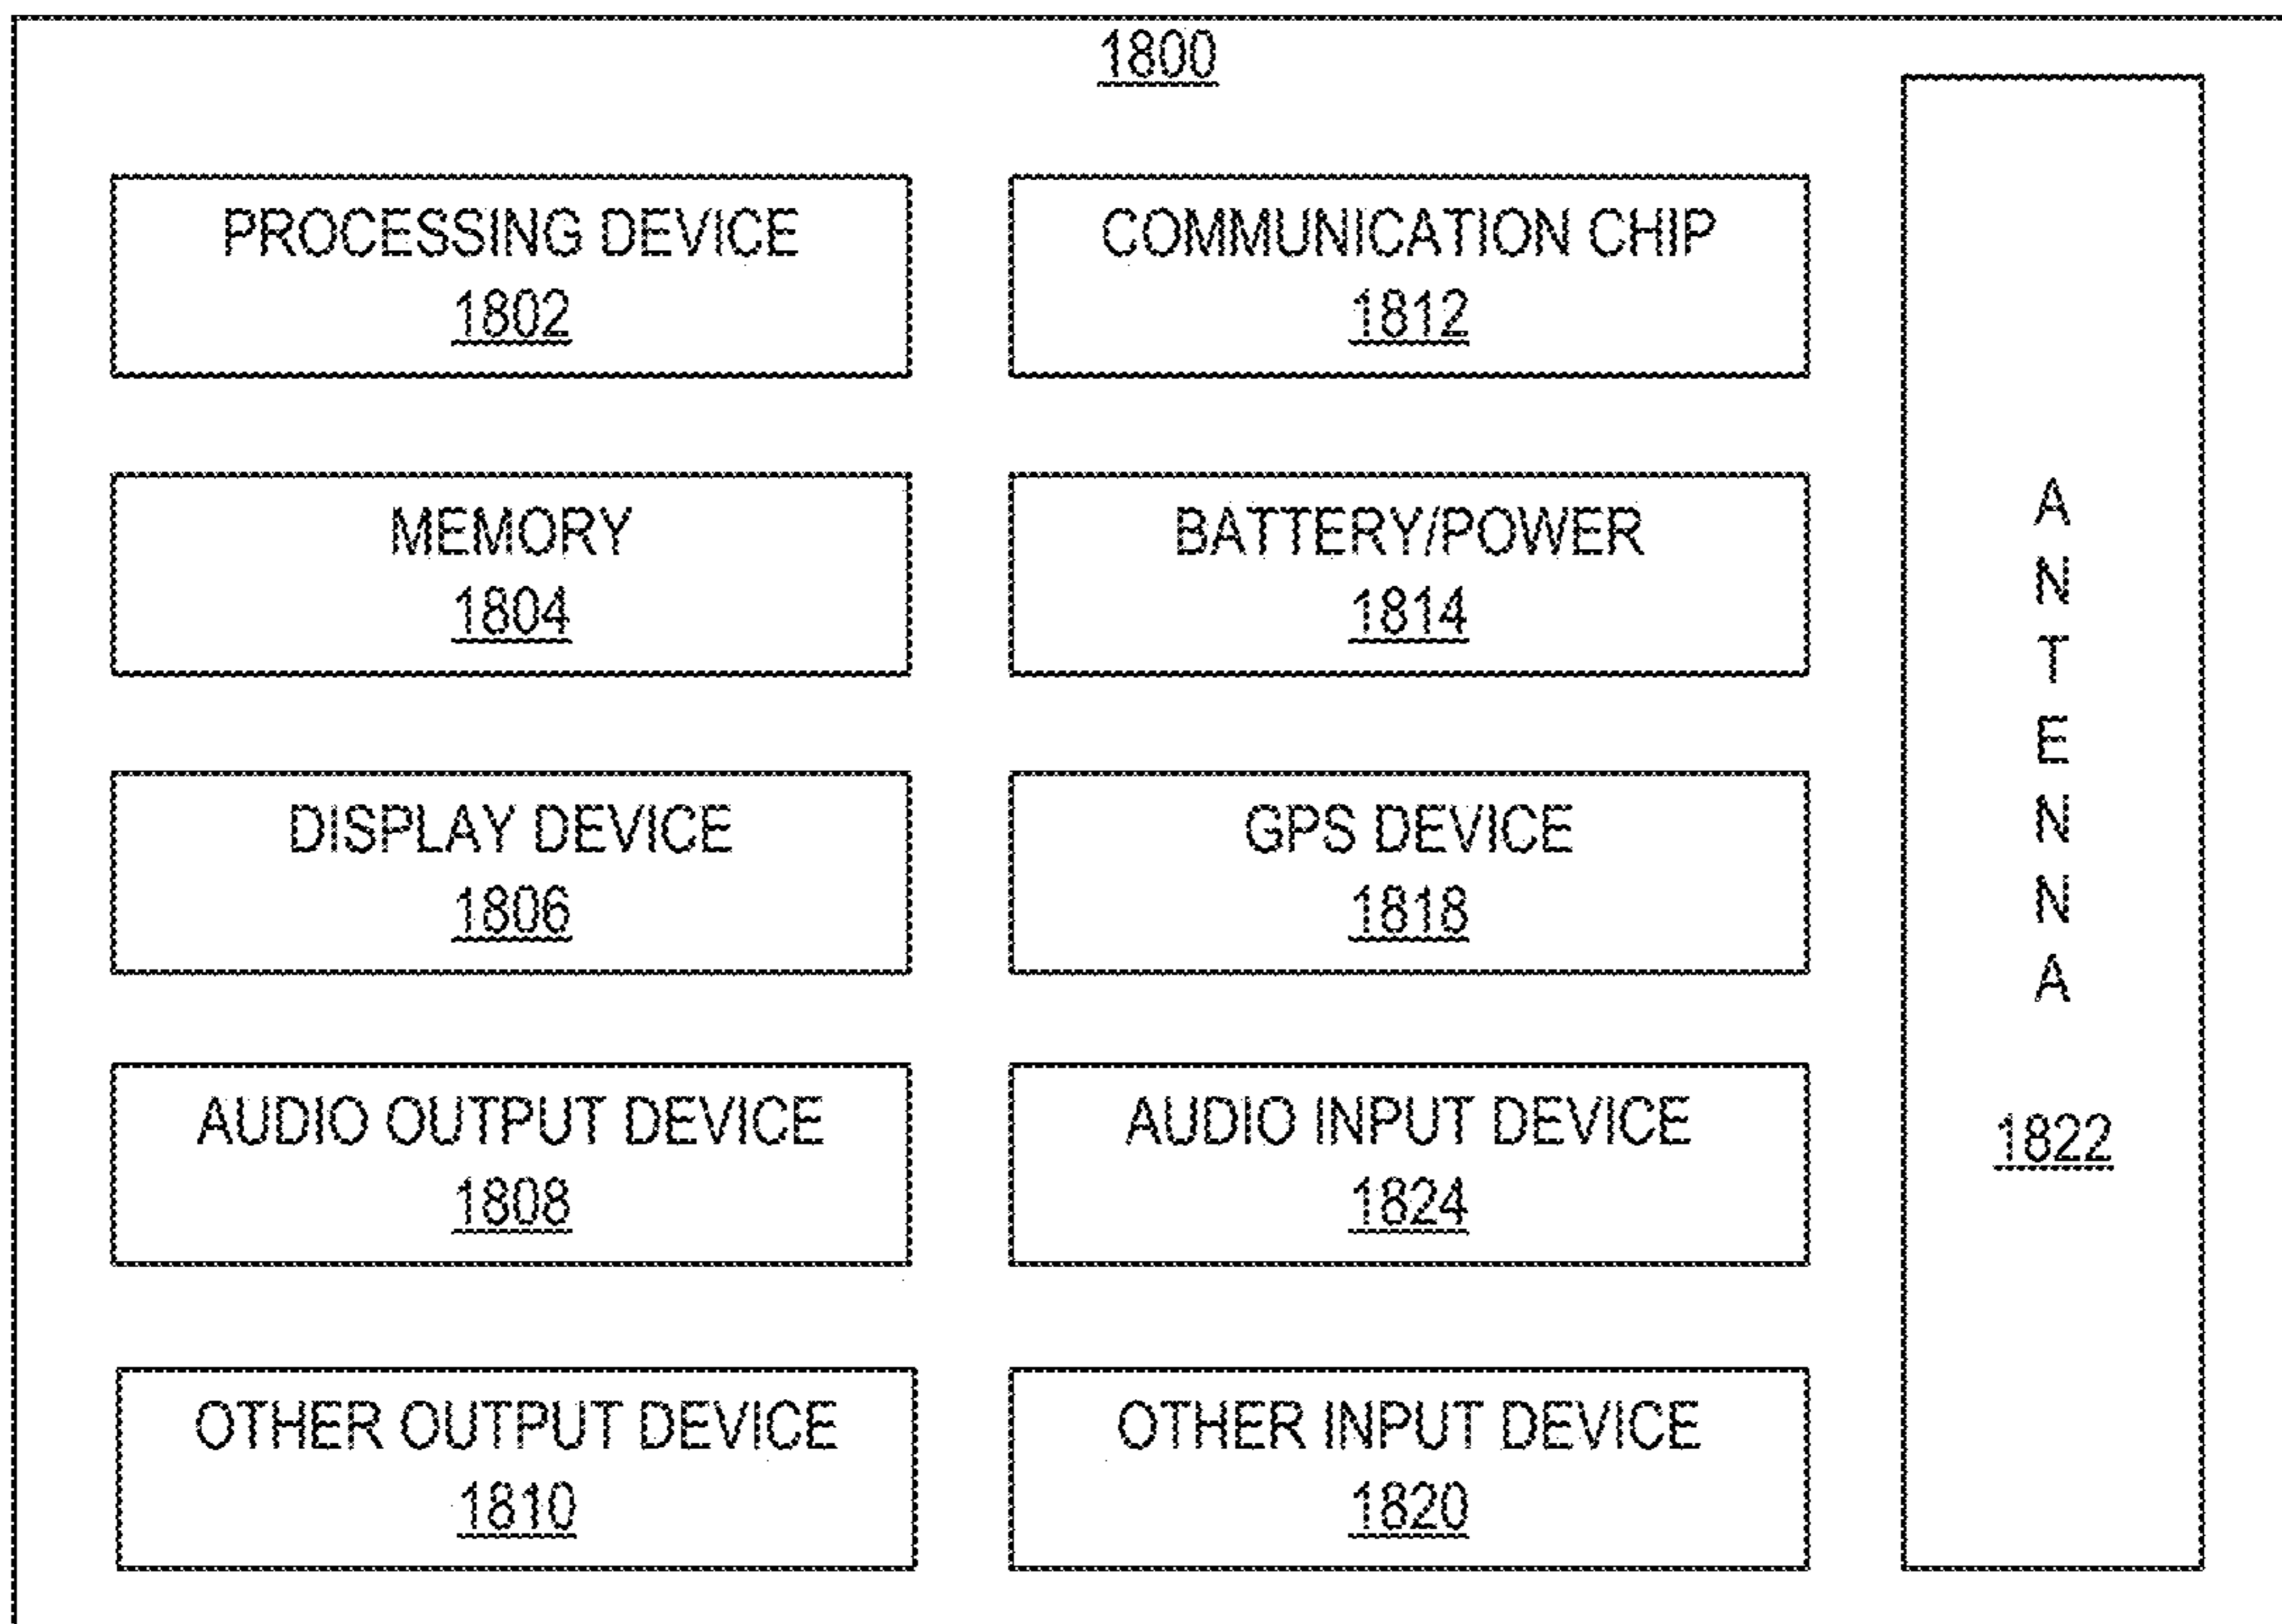 1800
PROCESSING DEVICE
1802
COMMUNICATION CHIP
1812
MEMORY
1804
BATTERY/POWER
1814
DISPLAY DEVICE
1806
GPS DEVICE
1818
AUDIO OUTPUT DEVICE
1808
AUDIO INPUT DEVICE
1824
OTHER OUTPUT DEVICE
1810
OTHER INPUT DEVICE
1820
ANTENNA
1822